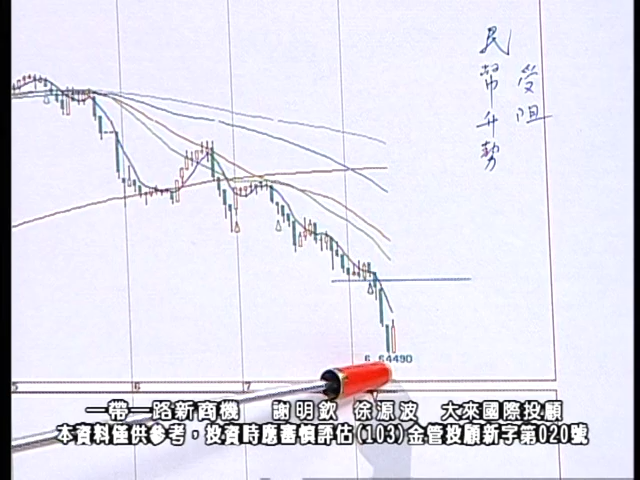 民幣升勢
受阻
6.64490
5 6 7
一帶一路新商機 謝明欽 徐源波 大來國際投顧
本資料僅供參考，投資時應審慎評估(103)金管投顧新字第020號